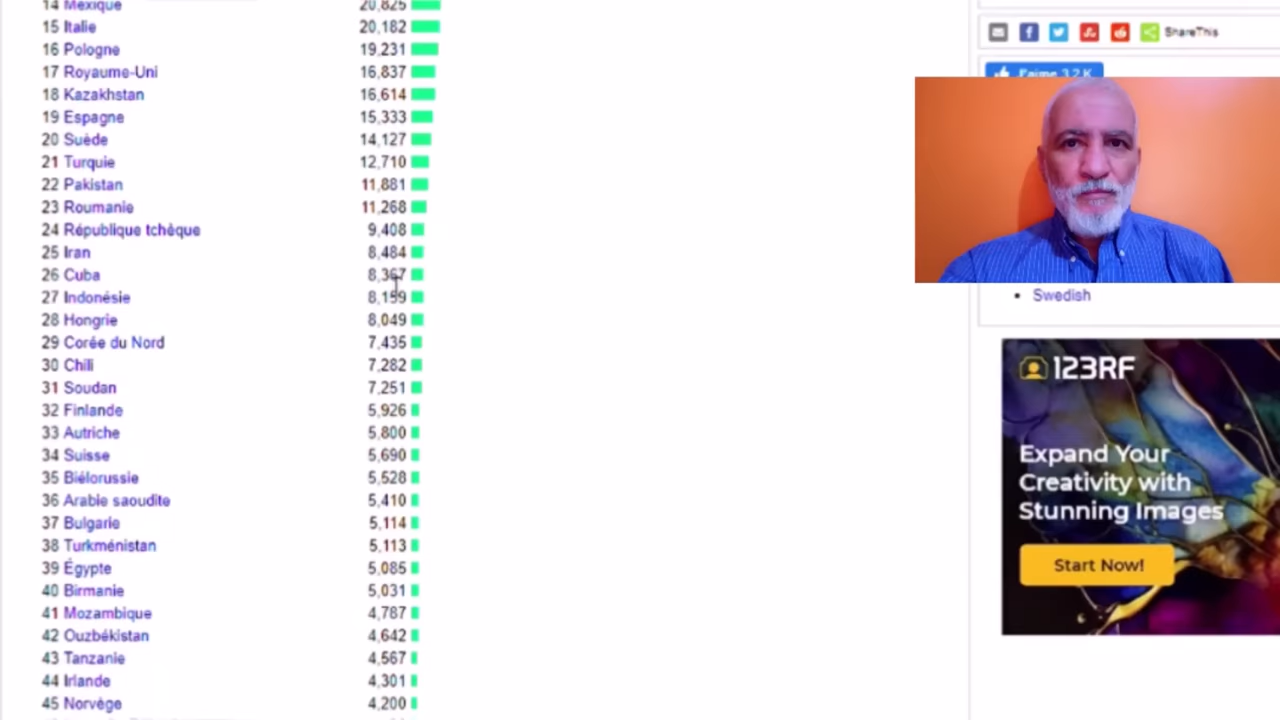 14 Mexique 20,825
15 Italie 20,182
16 Pologne 19,231
17 Royaume-Uni 16,837
18 Kazakhstan 16,614
19 Espagne 15,333
20 Suède 14,127
21 Turquie 12,710
22 Pakistan 11,881
23 Roumanie 11,268
24 République tchèque 9,408
25 Iran 8,484
26 Cuba 8,367
27 Indonésie 8,159
28 Hongrie 8,049
29 Corée du Nord 7,435
30 Chili 7,282
31 Soudan 7,251
32 Finlande 5,926
33 Autriche 5,800
34 Suisse 5,690
35 Biélorussie 5,528
36 Arabie saoudite 5,410
37 Bulgarie 5,114
38 Turkménistan 5,113
39 Égypte 5,085
40 Birmanie 5,031
41 Mozambique 4,787
42 Ouzbékistan 4,642
43 Tanzanie 4,567
44 Irlande 4,301
45 Norvège 4,200
ShareThis
J'aime 3,2 K
Swedish
123RF
Expand Your
Creativity with
Stunning Images
Start Now!